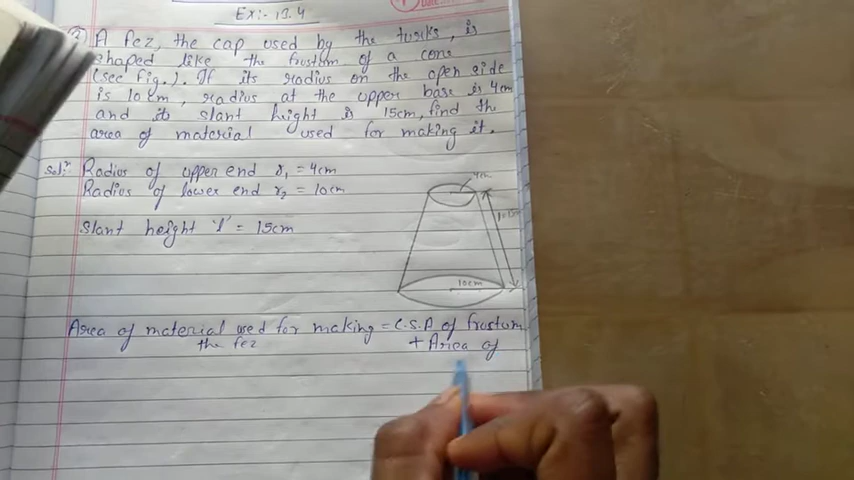 Ex:- 13.4
A fez, the cap used by the turks, is
shaped like the frustum of a cone
(see fig.). If its radius on the open side
is 10cm, radius at the upper base is 4cm
and its slant height is 15cm, find the
area of material used for making it.
Radius of upper end r₁ = 4cm
Radius of lower end r₂ = 10cm
Slant height 'l' = 15cm
4cm
10cm
Area of material used for making = C.S.A of frustum
the fez + Area of